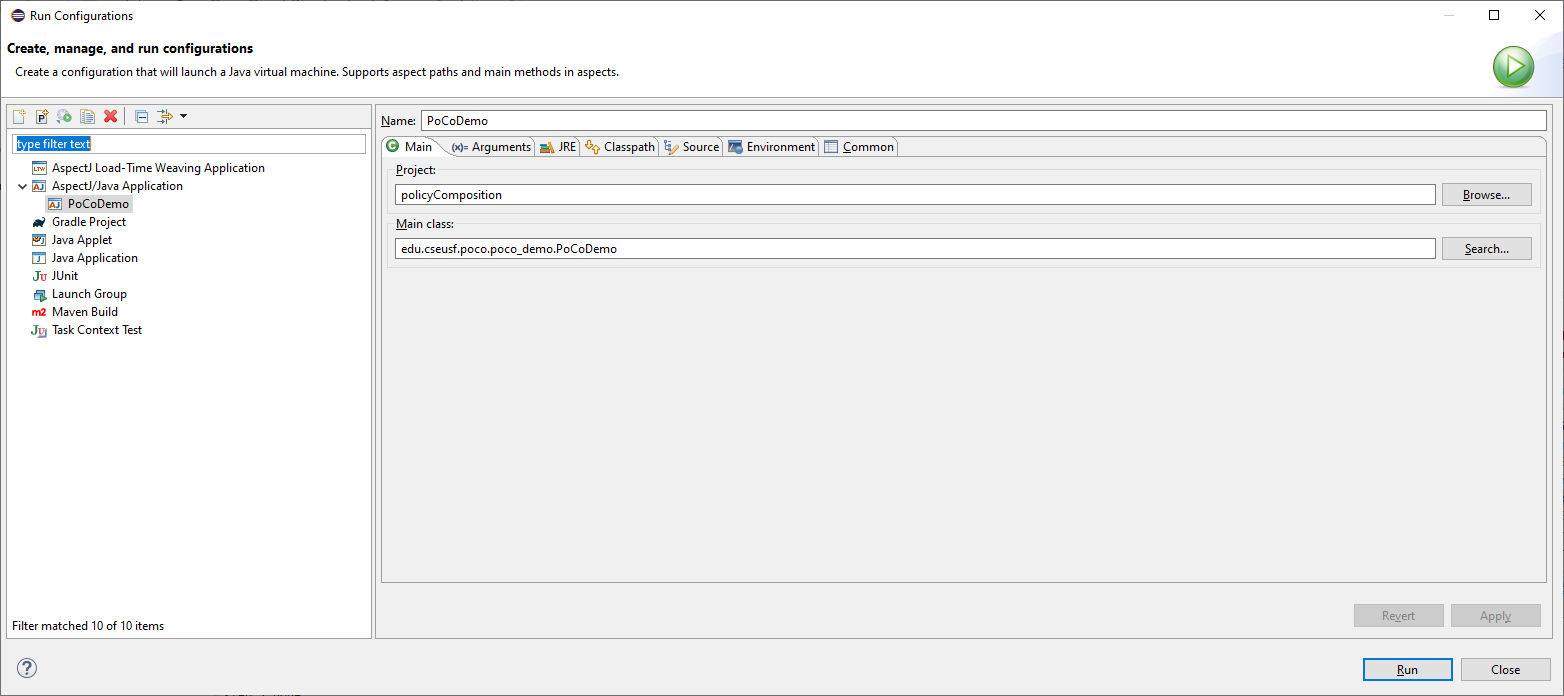 Run Configurations
Create, manage, and run configurations
Create a configuration that will launch a Java virtual machine. Supports aspect paths and main methods in aspects.
type filter text
AspectJ Load-Time Weaving Application
AspectJ/Java Application
PoCoDemo
Gradle Project
Java Applet
Java Application
JUnit
Launch Group
Maven Build
Task Context Test
Filter matched 10 of 10 items
Name: PoCoDemo
Main (x)= Arguments JRE Classpath Source Environment Common
Project:
policyComposition Browse...
Main class:
edu.cseusf.poco.poco_demo.PoCoDemo Search...
Revert Apply
Run Close